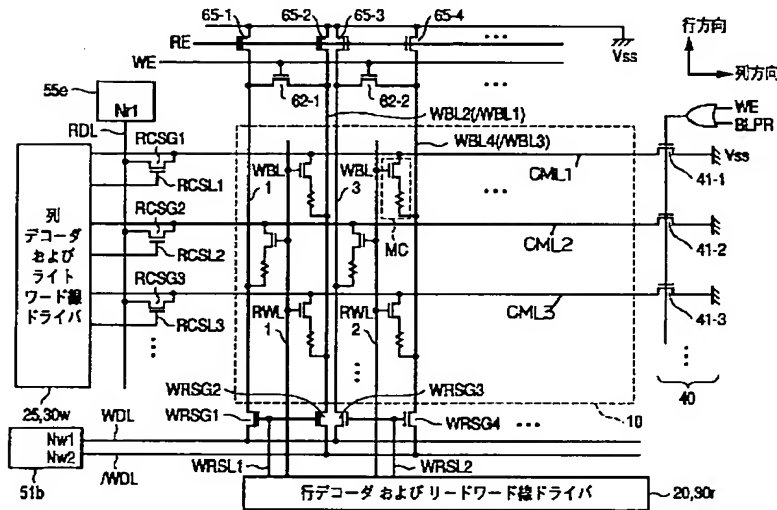 65-1
65-2
65-3
65-4
RE
Vss
行方向
WE
列方向
55e
Nr1
62-1
62-2
WBL2(/WBL1)
WE
BLPR
RDL
WBL4(/WBL3)
RCSG1
WBL
1
WBL
3
Vss
RCSL1
CML1
41-1
RCSG2
MC
CML2
RCSL2
41-2
列
デコーダ
および
ライト
ワード線
ドライバ
RCSG3
RWL
1
RWL
2
CML3
RCSL3
41-3
WRSG2
WRSG3
WRSG1
WRSG4
10
40
25,30w
WDL
Nw1
Nw2
/WDL
WRSL1
WRSL2
51b
行デコーダ および リードワード線ドライバ
20,30r